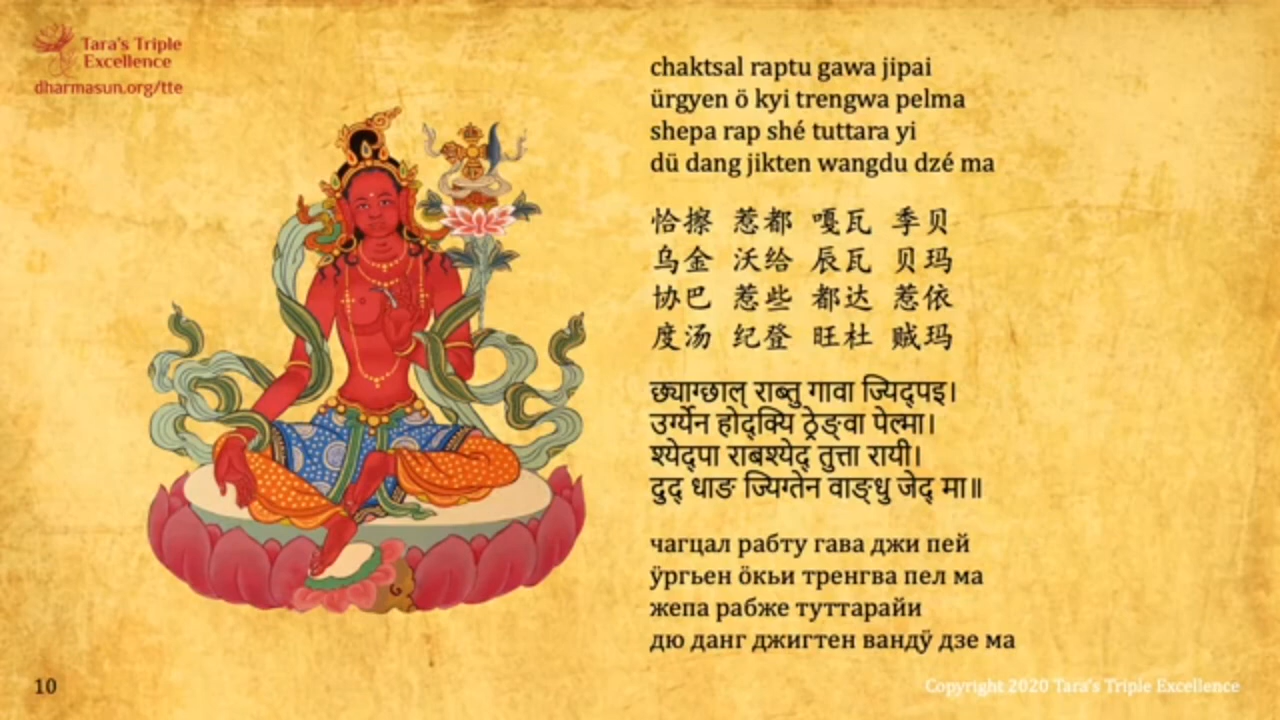 Tara's Triple
Excellence
dharmasun.org/tte
chaktsal raptu gawa jipai
ürgyen ö kyi trengwa pelma
shepa rap shé tuttara yi
dü dang jikten wangdu dzé ma
恰擦 惹都 嘎瓦 季贝
乌金 沃给 辰瓦 贝玛
协巴 惹些 都达 惹依
度汤 纪登 旺杜 贼玛
छ्याग्छाल् राब्तु गावा ज्यिद्पइ।
उर्ग्येन होद्क्यि ठ्रेङ्वा पेल्मा।
श्येद्पा राबश्येद् तुत्ता रायी।
दुद् धाङ ज्यिग्तेन वाङ्धु जेद् मा॥
чагцал рабту гава джи пей
ӱргьен ӧкьи тренгва пел ма
жепа рабже туттарайи
дю данг джигтен вандӱ дзе ма
10
Copyright 2020 Tara's Triple Excellence